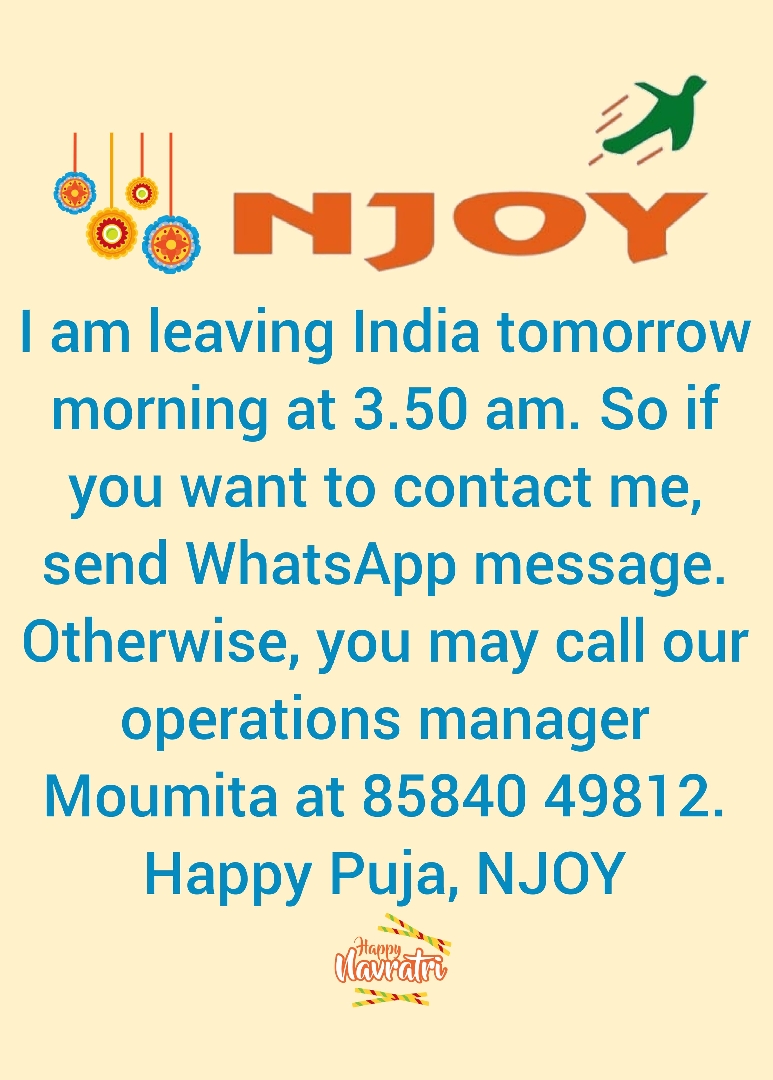 NJOY
I am leaving India tomorrow
morning at 3.50 am. So if
you want to contact me,
send WhatsApp message.
Otherwise, you may call our
operations manager
Moumita at 85840 49812.
Happy Puja, NJOY
Happy
Navratri